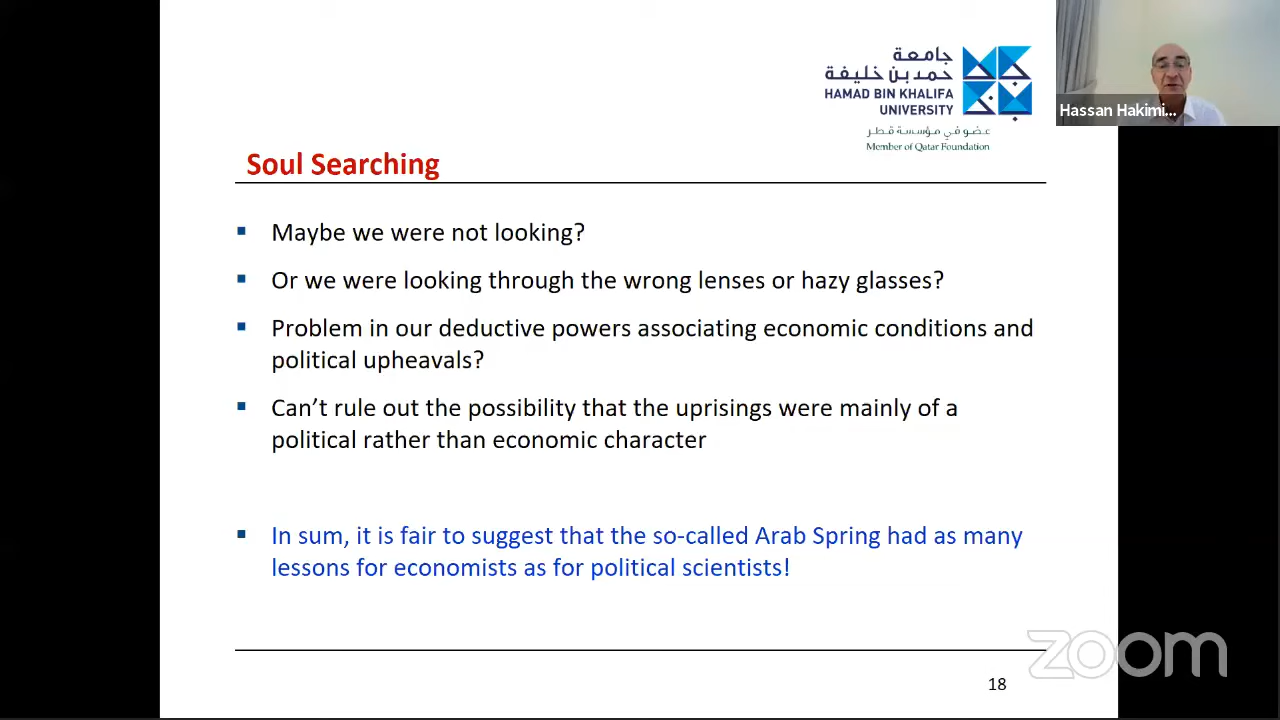 جامعة
حمد بن خليفة
HAMAD BIN KHALIFA
UNIVERSITY
عضو في مؤسسة قطر
Member of Qatar Foundation
Hassan Hakimi...
Soul Searching
Maybe we were not looking?
Or we were looking through the wrong lenses or hazy glasses?
Problem in our deductive powers associating economic conditions and
political upheavals?
Can’t rule out the possibility that the uprisings were mainly of a
political rather than economic character
In sum, it is fair to suggest that the so-called Arab Spring had as many
lessons for economists as for political scientists!
zoom
18